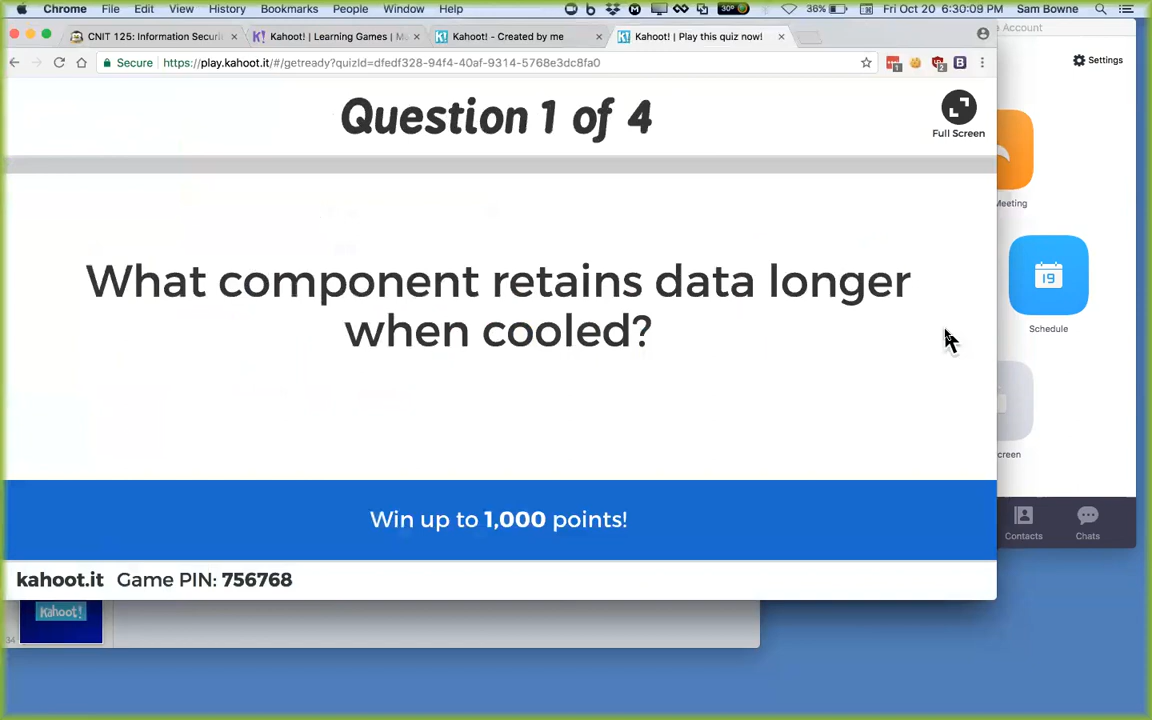 Chrome File Edit View History Bookmarks People Window Help 30° 36% Fri Oct 20 6:30:09 PM Sam Bowne
CNIT 125: Information Securi × Kahoot! | Learning Games | M × Kahoot! - Created by me × Kahoot! | Play this quiz now! ×
Account
Secure https://play.kahoot.it/#/getready?quizId=dfedf328-94f4-40af-9314-5768e3dc8fa0
Settings
Question 1 of 4
Full Screen
Meeting
What component retains data longer
when cooled?
19
Schedule
creen
Win up to 1,000 points!
Contacts Chats
kahoot.it Game PIN: 756768
34 Kahoot!